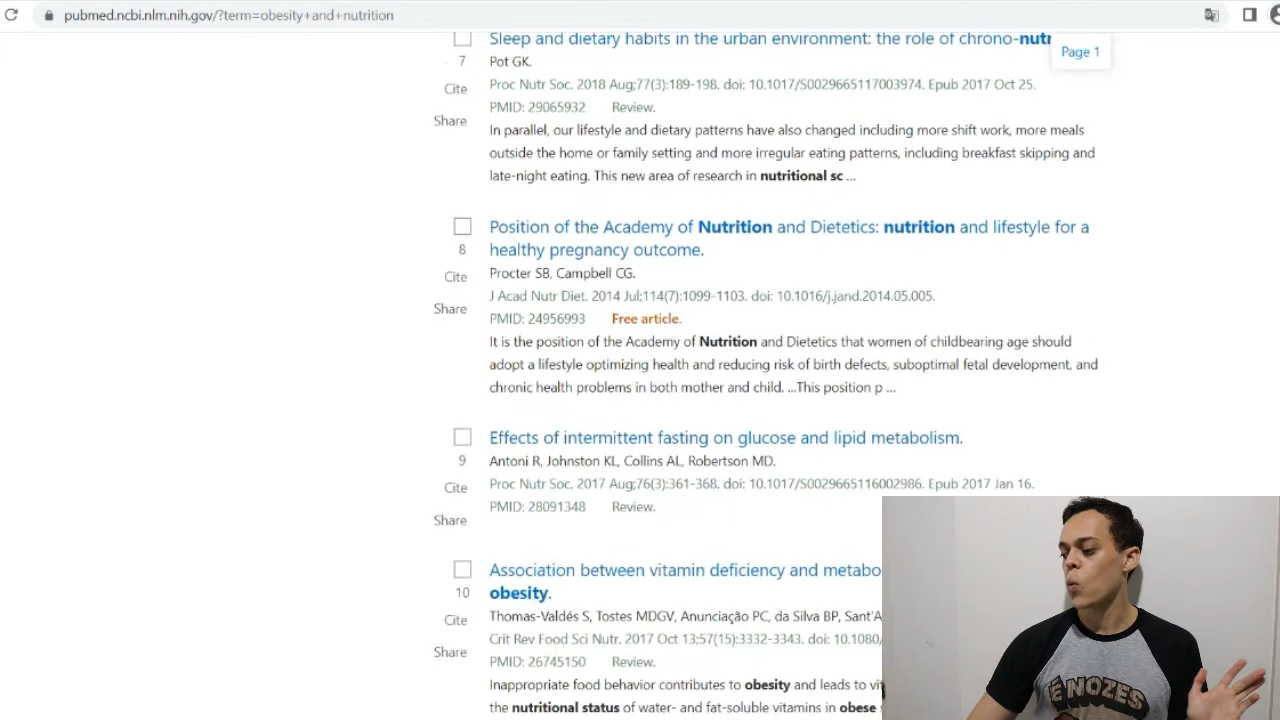 pubmed.ncbi.nlm.nih.gov/?term=obesity+and+nutrition
Sleep and dietary habits in the urban environment: the role of chrono-nutr
Page 1
7
Pot GK.
Cite
Proc Nutr Soc. 2018 Aug;77(3):189-198. doi: 10.1017/S0029665117003974. Epub 2017 Oct 25.
PMID: 29065932 Review.
Share
In parallel, our lifestyle and dietary patterns have also changed including more shift work, more meals
outside the home or family setting and more irregular eating patterns, including breakfast skipping and
late-night eating. This new area of research in nutritional sc ...
Position of the Academy of Nutrition and Dietetics: nutrition and lifestyle for a
8
healthy pregnancy outcome.
Cite
Procter SB, Campbell CG.
J Acad Nutr Diet. 2014 Jul;114(7):1099-1103. doi: 10.1016/j.jand.2014.05.005.
Share
PMID: 24956993 Free article.
It is the position of the Academy of Nutrition and Dietetics that women of childbearing age should
adopt a lifestyle optimizing health and reducing risk of birth defects, suboptimal fetal development, and
chronic health problems in both mother and child. ...This position p ...
Effects of intermittent fasting on glucose and lipid metabolism.
9
Antoni R, Johnston KL, Collins AL, Robertson MD.
Cite
Proc Nutr Soc. 2017 Aug;76(3):361-368. doi: 10.1017/S0029665116002986. Epub 2017 Jan 16.
PMID: 28091348 Review.
Share
Association between vitamin deficiency and metabo
10
obesity.
Cite
Thomas-Valdés S, Tostes MDGV, Anunciação PC, da Silva BP, Sant'A
Crit Rev Food Sci Nutr. 2017 Oct 13;57(15):3332-3343. doi: 10.1080/
Share
PMID: 26745150 Review.
Inappropriate food behavior contributes to obesity and leads to vit
the nutritional status of water- and fat-soluble vitamins in obese
É NOZES